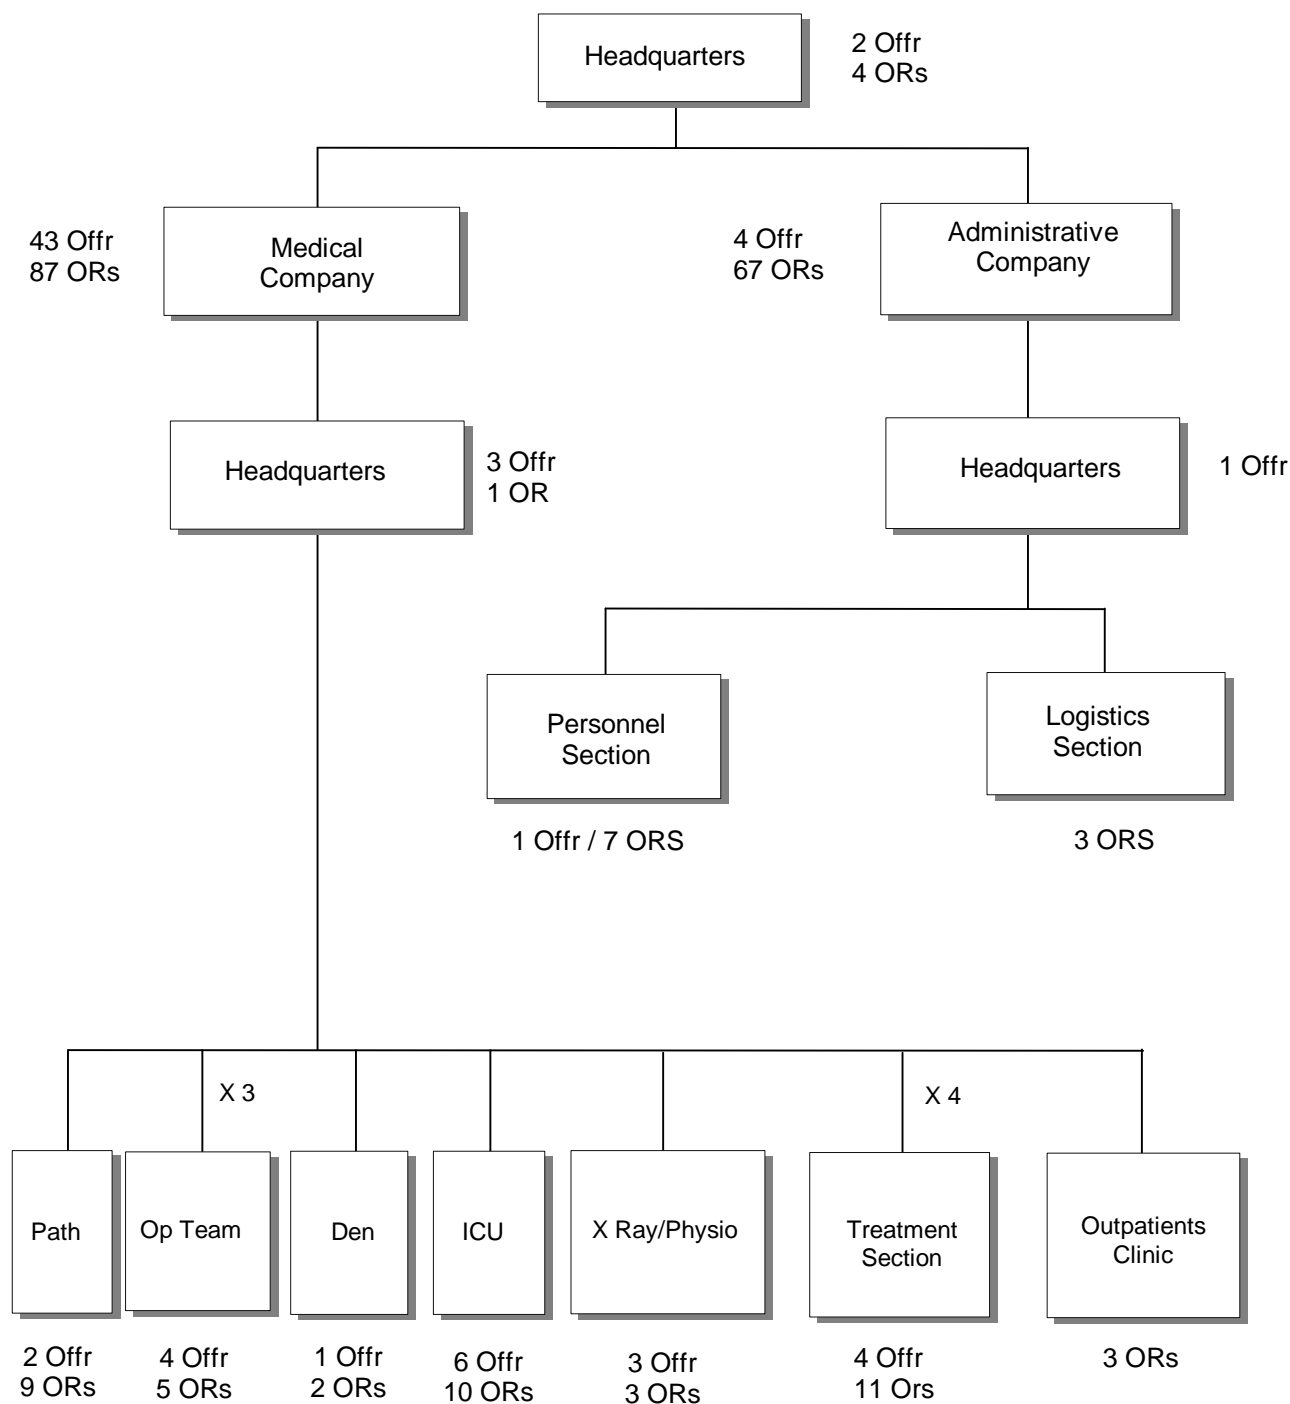 Headquarters
2 Offr
4 ORs
43 Offr
87 ORs
Medical
Company
4 Offr
67 ORs
Administrative
Company
Headquarters
3 Offr
1 OR
Headquarters
1 Offr
Personnel
Section
Logistics
Section
1 Offr / 7 ORS
3 ORS
X 3
X 4
Path
Op Team
Den
ICU
X Ray/Physio
Treatment
Section
Outpatients
Clinic
2 Offr
9 ORs
4 Offr
5 ORs
1 Offr
2 ORs
6 Offr
10 ORs
3 Offr
3 ORs
4 Offr
11 Ors
3 ORs